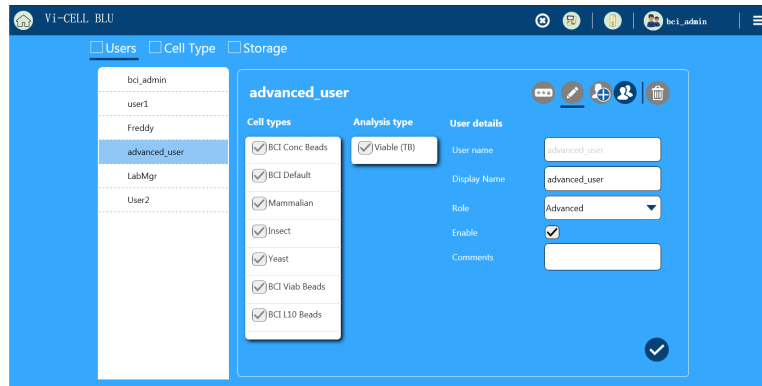 Vi-CELL BLU
bci_admin
Users Cell Type Storage
bci_admin
user1
Freddy
advanced_user
LabMgr
User2
advanced_user
Cell types
BCI Conc Beads
BCI Default
Mammalian
Insect
Yeast
BCI Viab Beads
BCI L10 Beads
Analysis type
Viable (TB)
User details
User name advanced_user
Display Name advanced_user
Role Advanced
Enable
Comments